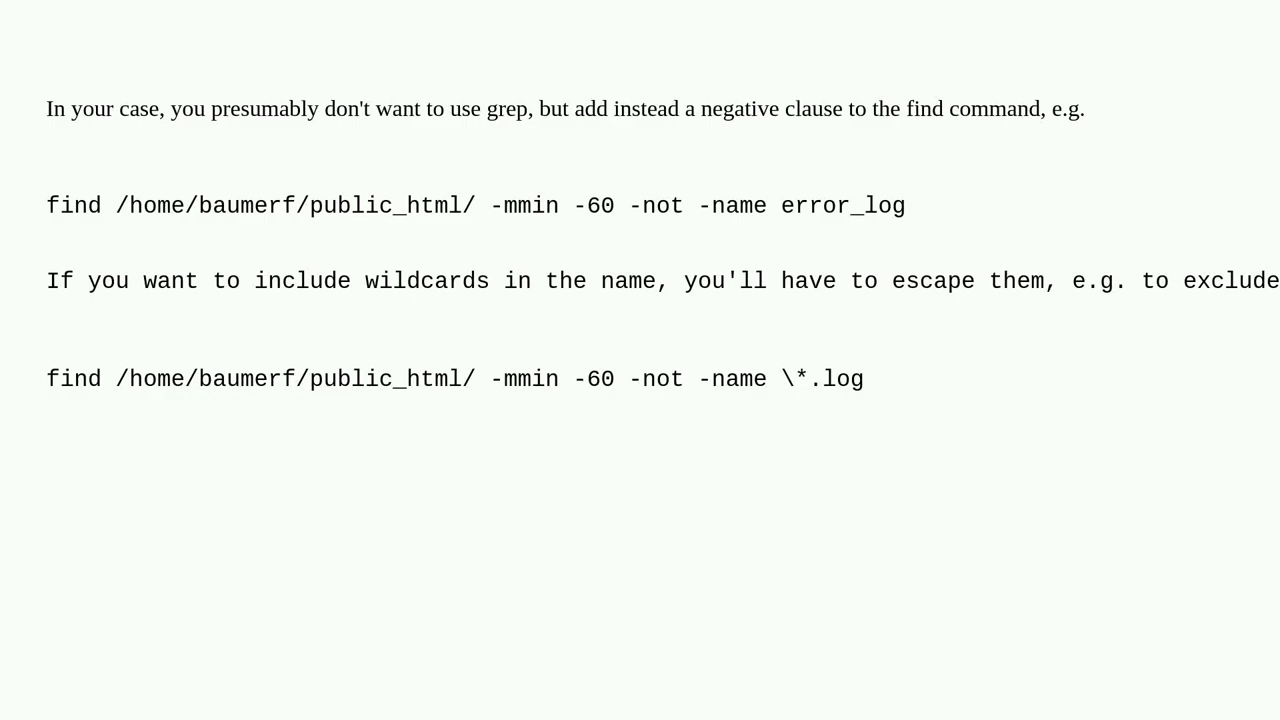 In your case, you presumably don't want to use grep, but add instead a negative clause to the find command, e.g.
find /home/baumerf/public_html/ -mmin -60 -not -name error_log
If you want to include wildcards in the name, you'll have to escape them, e.g. to exclude
find /home/baumerf/public_html/ -mmin -60 -not -name \*.log